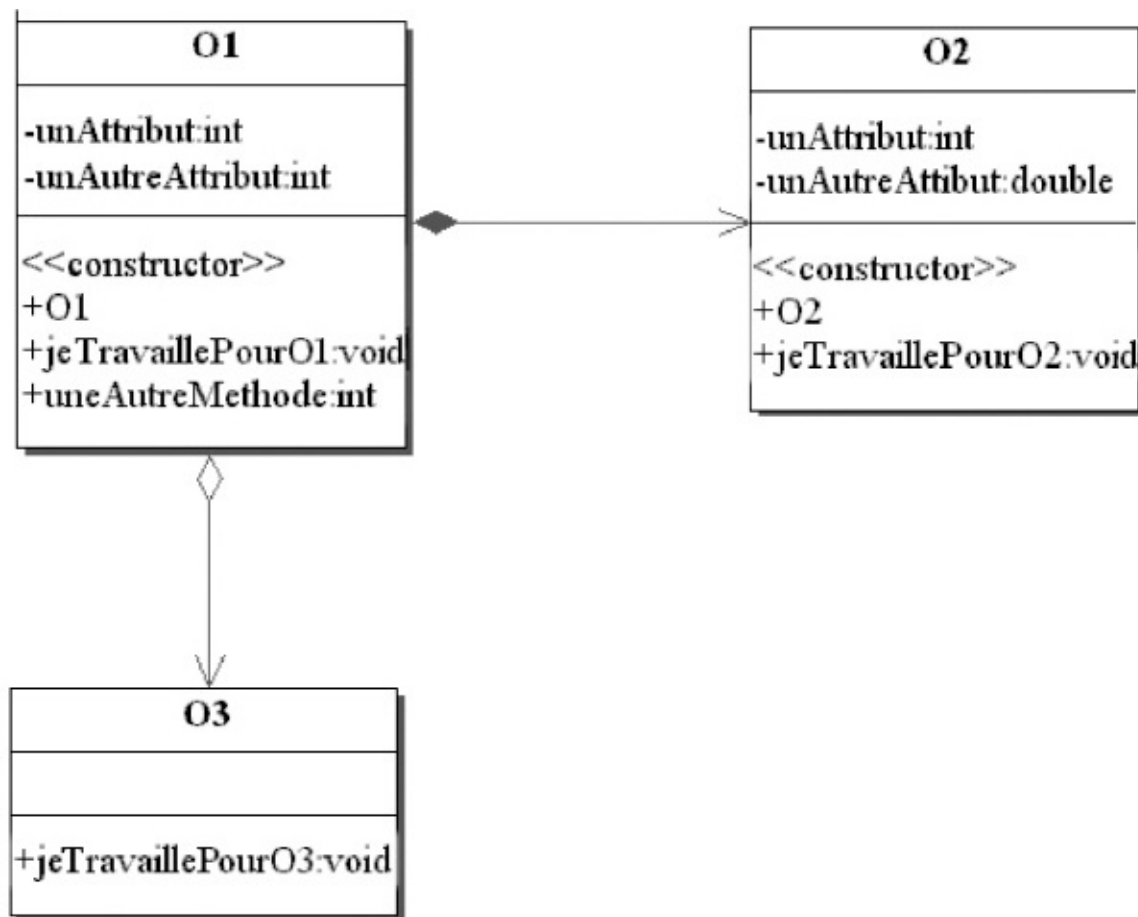 O1
-unAttribut:int
-unAutreAttribut:int
<<constructor>>
+O1
+jeTravaillePourO1:void
+uneAutreMethode:int
O2
-unAttribut:int
-unAutreAttibut:double
<<constructor>>
+O2
+jeTravaillePourO2:void
O3
+jeTravaillePourO3:void